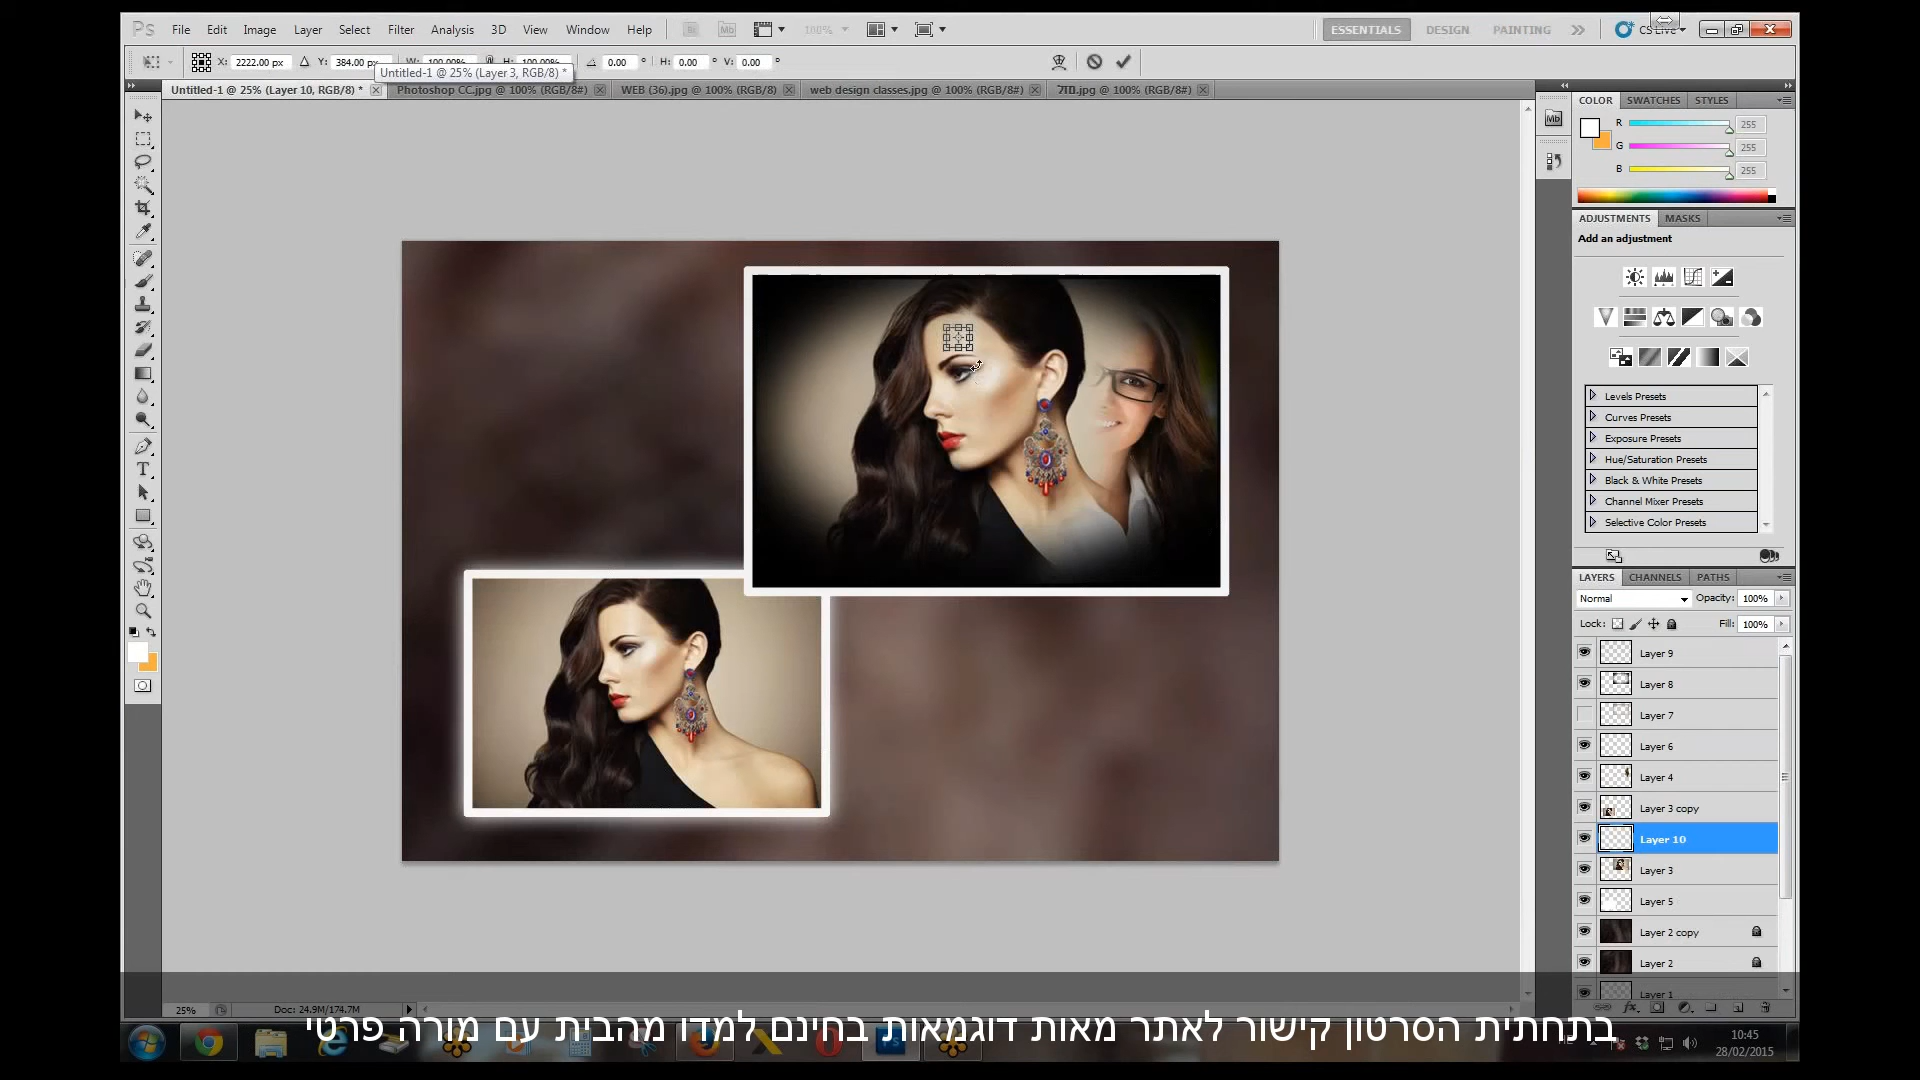 Ps File Edit Image Layer Select Filter Analysis 3D View Window Help Br Mb 100% ESSENTIALS DESIGN PAINTING CS Live
X: 2222.00 px Y: 384.00 px W: 100.00% H: 100.00% 0.00 ° H: 0.00 ° V: 0.00 °
Untitled-1 @ 25% (Layer 3, RGB/8) *
Untitled-1 @ 25% (Layer 10, RGB/8) * Photoshop CC.jpg @ 100% (RGB/8#) WEB (36).jpg @ 100% (RGB/8) web design classes.jpg @ 100% (RGB/8#) .jpg @ 100% (RGB/8#)
COLOR SWATCHES STYLES
Mb
R 255
G 255
B 255
ADJUSTMENTS MASKS
Add an adjustment
Levels Presets
Curves Presets
Exposure Presets
Hue/Saturation Presets
Black & White Presets
Channel Mixer Presets
Selective Color Presets
LAYERS CHANNELS PATHS
Normal Opacity: 100%
Lock: Fill: 100%
Layer 9
Layer 8
Layer 7
Layer 6
Layer 4
Layer 3 copy
Layer 10
Layer 3
Layer 5
Layer 2 copy
Layer 2
Layer 1
T
25% Doc: 24.9M/174.7M
בתחתית הסרטון קישור לאתר מאות דוגמאות בחינם למדו מהבית עם מורה פרטי
10:45
28/02/2015